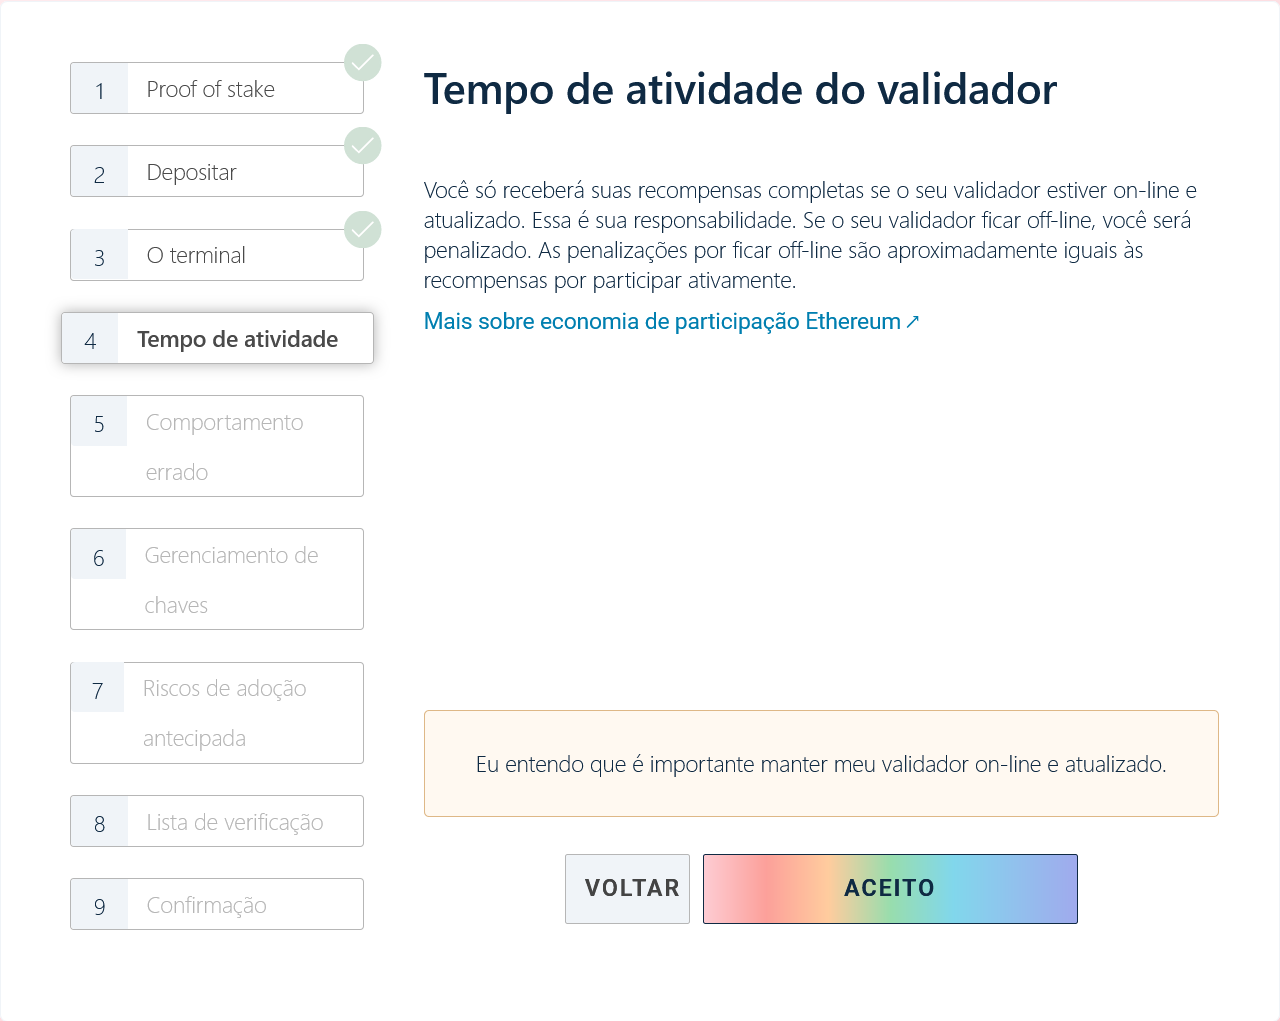 1 Proof of stake
2 Depositar
3 O terminal
4 Tempo de atividade
5 Comportamento
errado
6 Gerenciamento de
chaves
7 Riscos de adoção
antecipada
8 Lista de verificação
9 Confirmação
Tempo de atividade do validador
Você só receberá suas recompensas completas se o seu validador estiver on-line e
atualizado. Essa é sua responsabilidade. Se o seu validador ficar off-line, você será
penalizado. As penalizações por ficar off-line são aproximadamente iguais às
recompensas por participar ativamente.
Mais sobre economia de participação Ethereum ↗
Eu entendo que é importante manter meu validador on-line e atualizado.
VOLTAR ACEITO